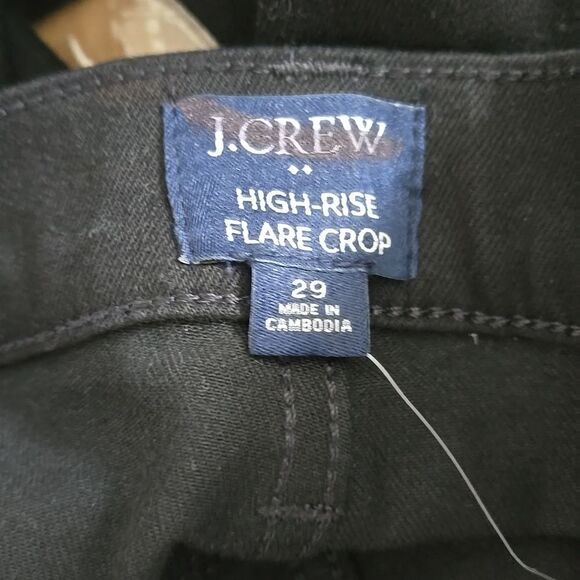 J.CREW
HIGH-RISE
FLARE CROP
29
MADE IN
CAMBODIA